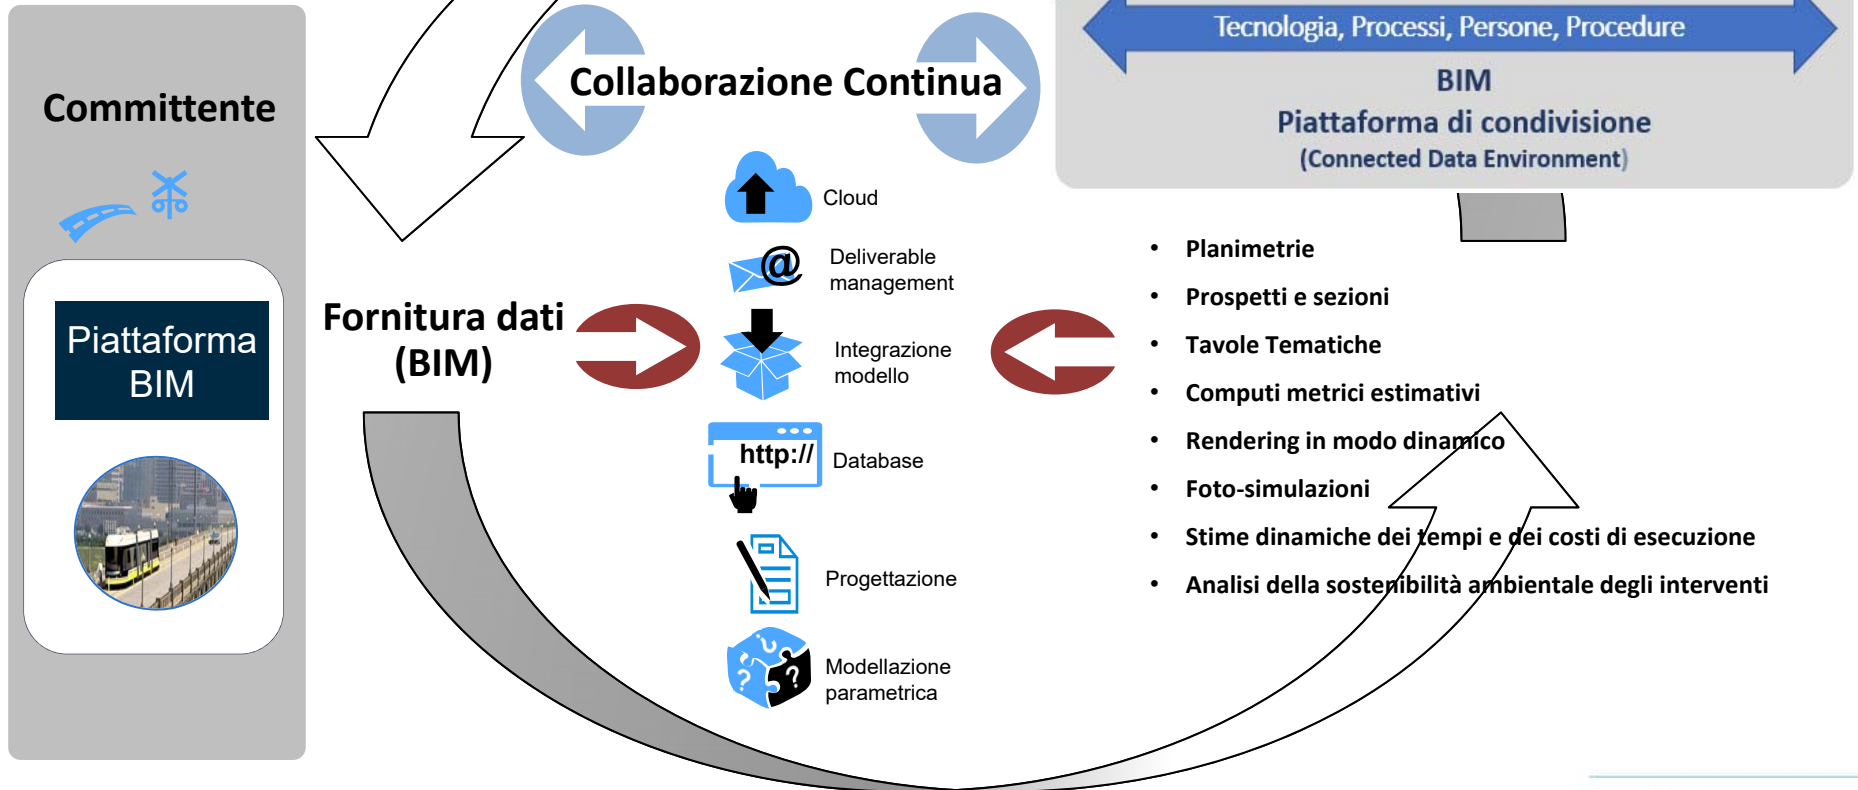 Committente
Piattaforma
BIM
Collaborazione Continua
Tecnologia, Processi, Persone, Procedure
BIM
Piattaforma di condivisione
(Connected Data Environment)
Fornitura dati
(BIM)
Cloud
@
Deliverable
management
Integrazione
modello
http://
Database
Progettazione
Modellazione
parametrica
• Planimetrie
• Prospetti e sezioni
• Tavole Tematiche
• Computi metrici estimativi
• Rendering in modo dinamico
• Foto-simulazioni
• Stime dinamiche dei tempi e dei costi di esecuzione
• Analisi della sostenibilità ambientale degli interventi